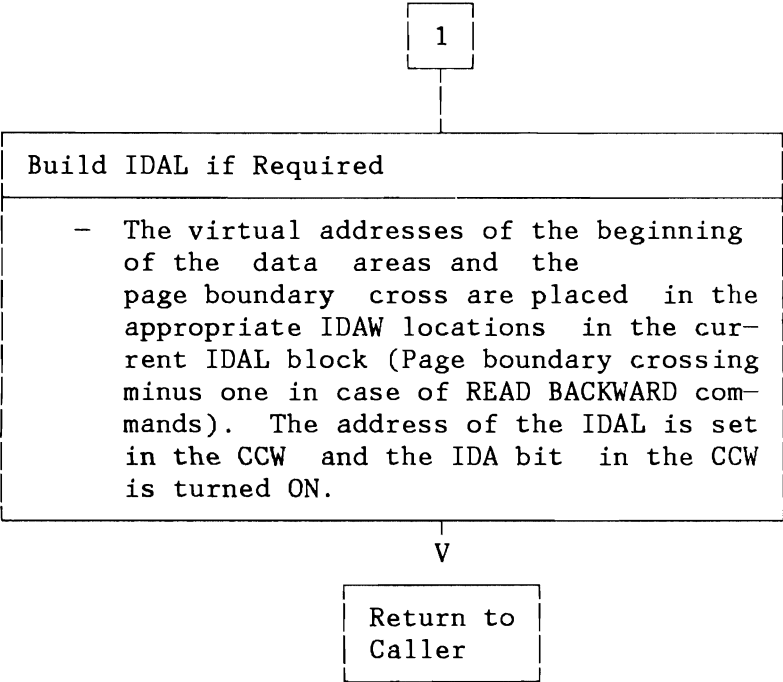 1
Build IDAL if Required
— The virtual addresses of the beginning
of the data areas and the
page boundary cross are placed in the
appropriate IDAW locations in the cur-
rent IDAL block (Page boundary crossing
minus one in case of READ BACKWARD com-
mands). The address of the IDAL is set
in the CCW and the IDA bit in the CCW
is turned ON.
V
Return to
Caller